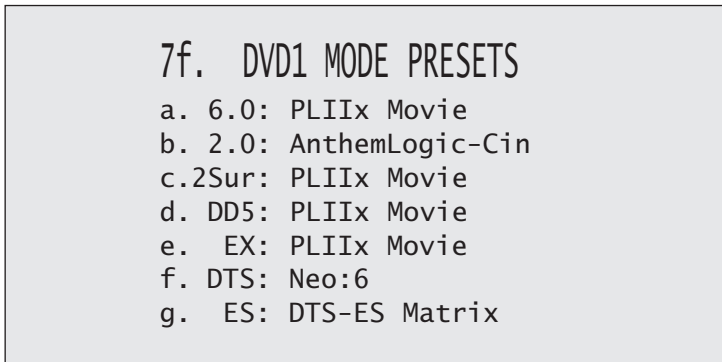 7f. DVD1 MODE PRESETS
a. 6.0: PLIIx Movie
b. 2.0: AnthemLogic-Cin
c.2Sur: PLIIx Movie
d. DD5: PLIIx Movie
e. EX: PLIIx Movie
f. DTS: Neo:6
g. ES: DTS-ES Matrix